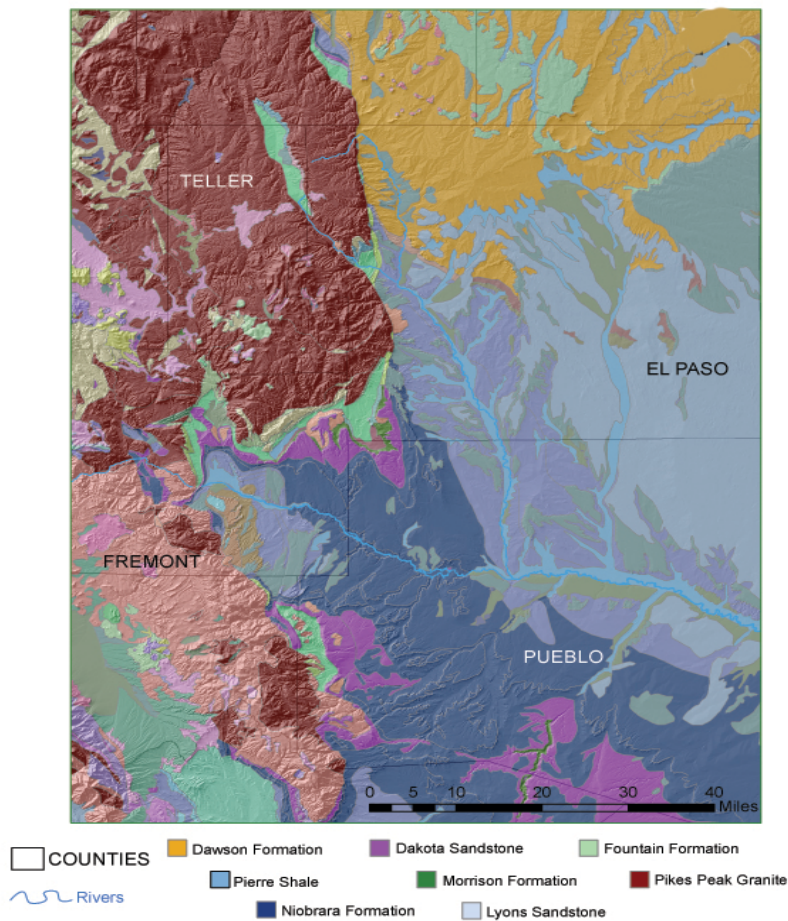 TELLER
EL PASO
FREMONT
PUEBLO
0 5 10 20 30 40
Miles
COUNTIES
Dawson Formation
Dakota Sandstone
Fountain Formation
Pierre Shale
Morrison Formation
Pikes Peak Granite
Rivers
Niobrara Formation
Lyons Sandstone